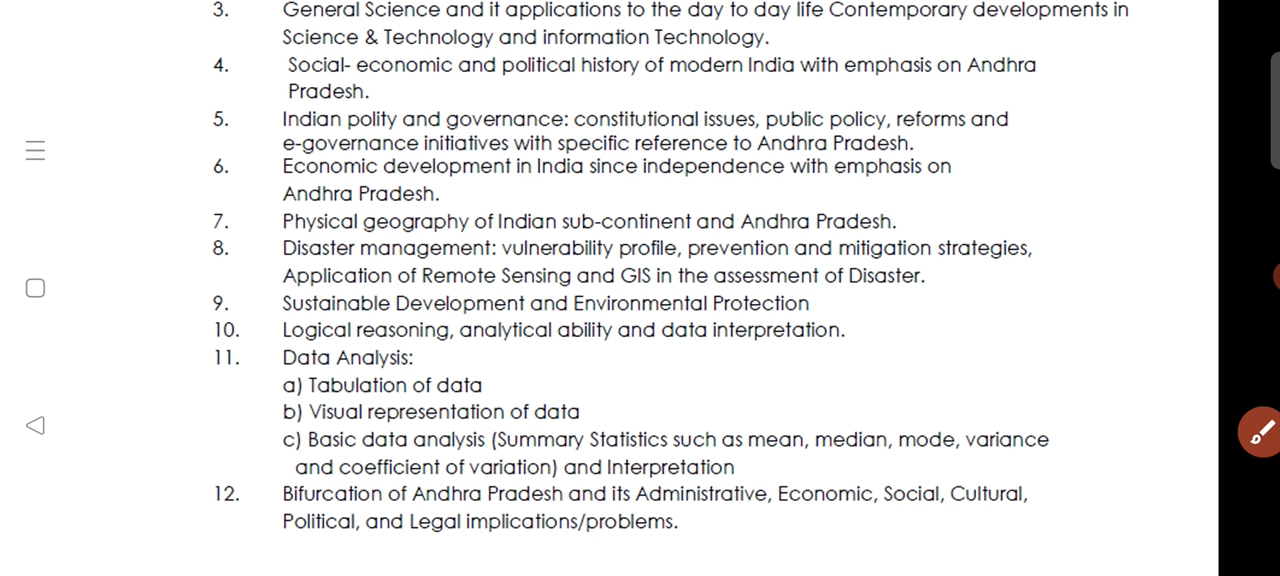 3. General Science and it applications to the day to day life Contemporary developments in
Science & Technology and information Technology.
4. Social- economic and political history of modern India with emphasis on Andhra
Pradesh.
5. Indian polity and governance: constitutional issues, public policy, reforms and
e-governance initiatives with specific reference to Andhra Pradesh.
6. Economic development in India since independence with emphasis on
Andhra Pradesh.
7. Physical geography of Indian sub-continent and Andhra Pradesh.
8. Disaster management: vulnerability profile, prevention and mitigation strategies,
Application of Remote Sensing and GIS in the assessment of Disaster.
9. Sustainable Development and Environmental Protection
10. Logical reasoning, analytical ability and data interpretation.
11. Data Analysis:
a) Tabulation of data
b) Visual representation of data
c) Basic data analysis (Summary Statistics such as mean, median, mode, variance
and coefficient of variation) and Interpretation
12. Bifurcation of Andhra Pradesh and its Administrative, Economic, Social, Cultural,
Political, and Legal implications/problems.